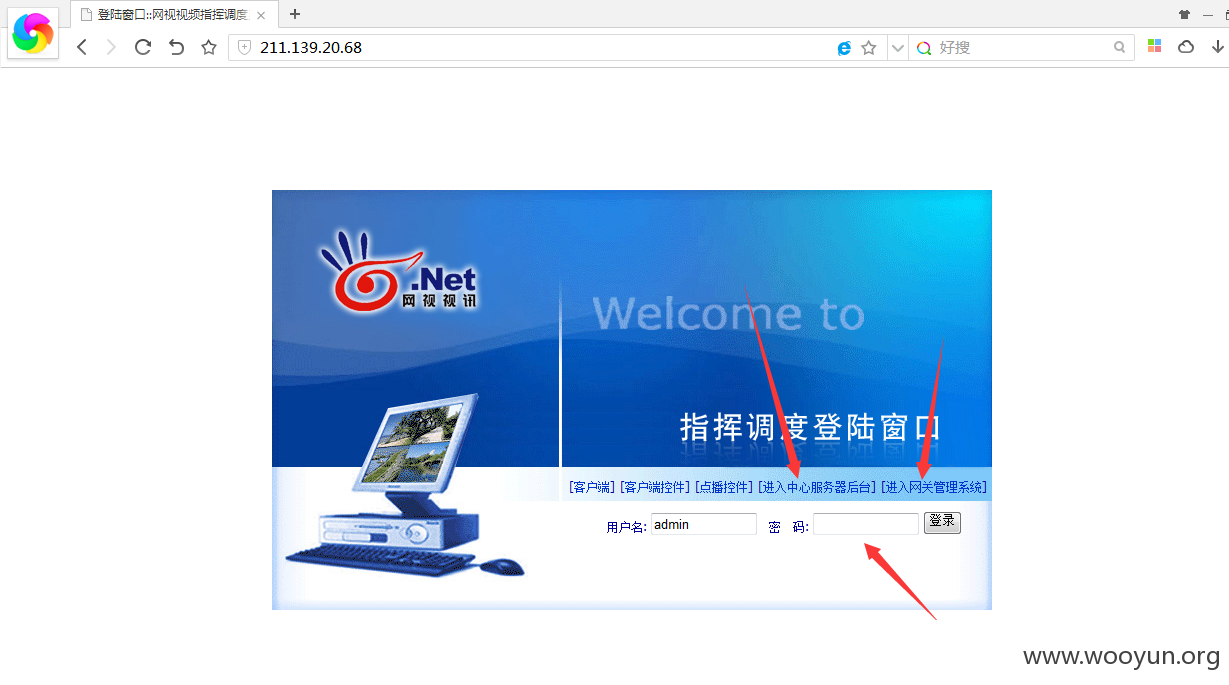 登陆窗口::网视视频指挥调度
211.139.20.68
好搜
.Net
网视视讯
Welcome to
指挥调度登陆窗口
[客户端] [客户端控件] [点播控件] [进入中心服务器后台] [进入网关管理系统]
用户名: admin 密 码: 登录
www.wooyun.org